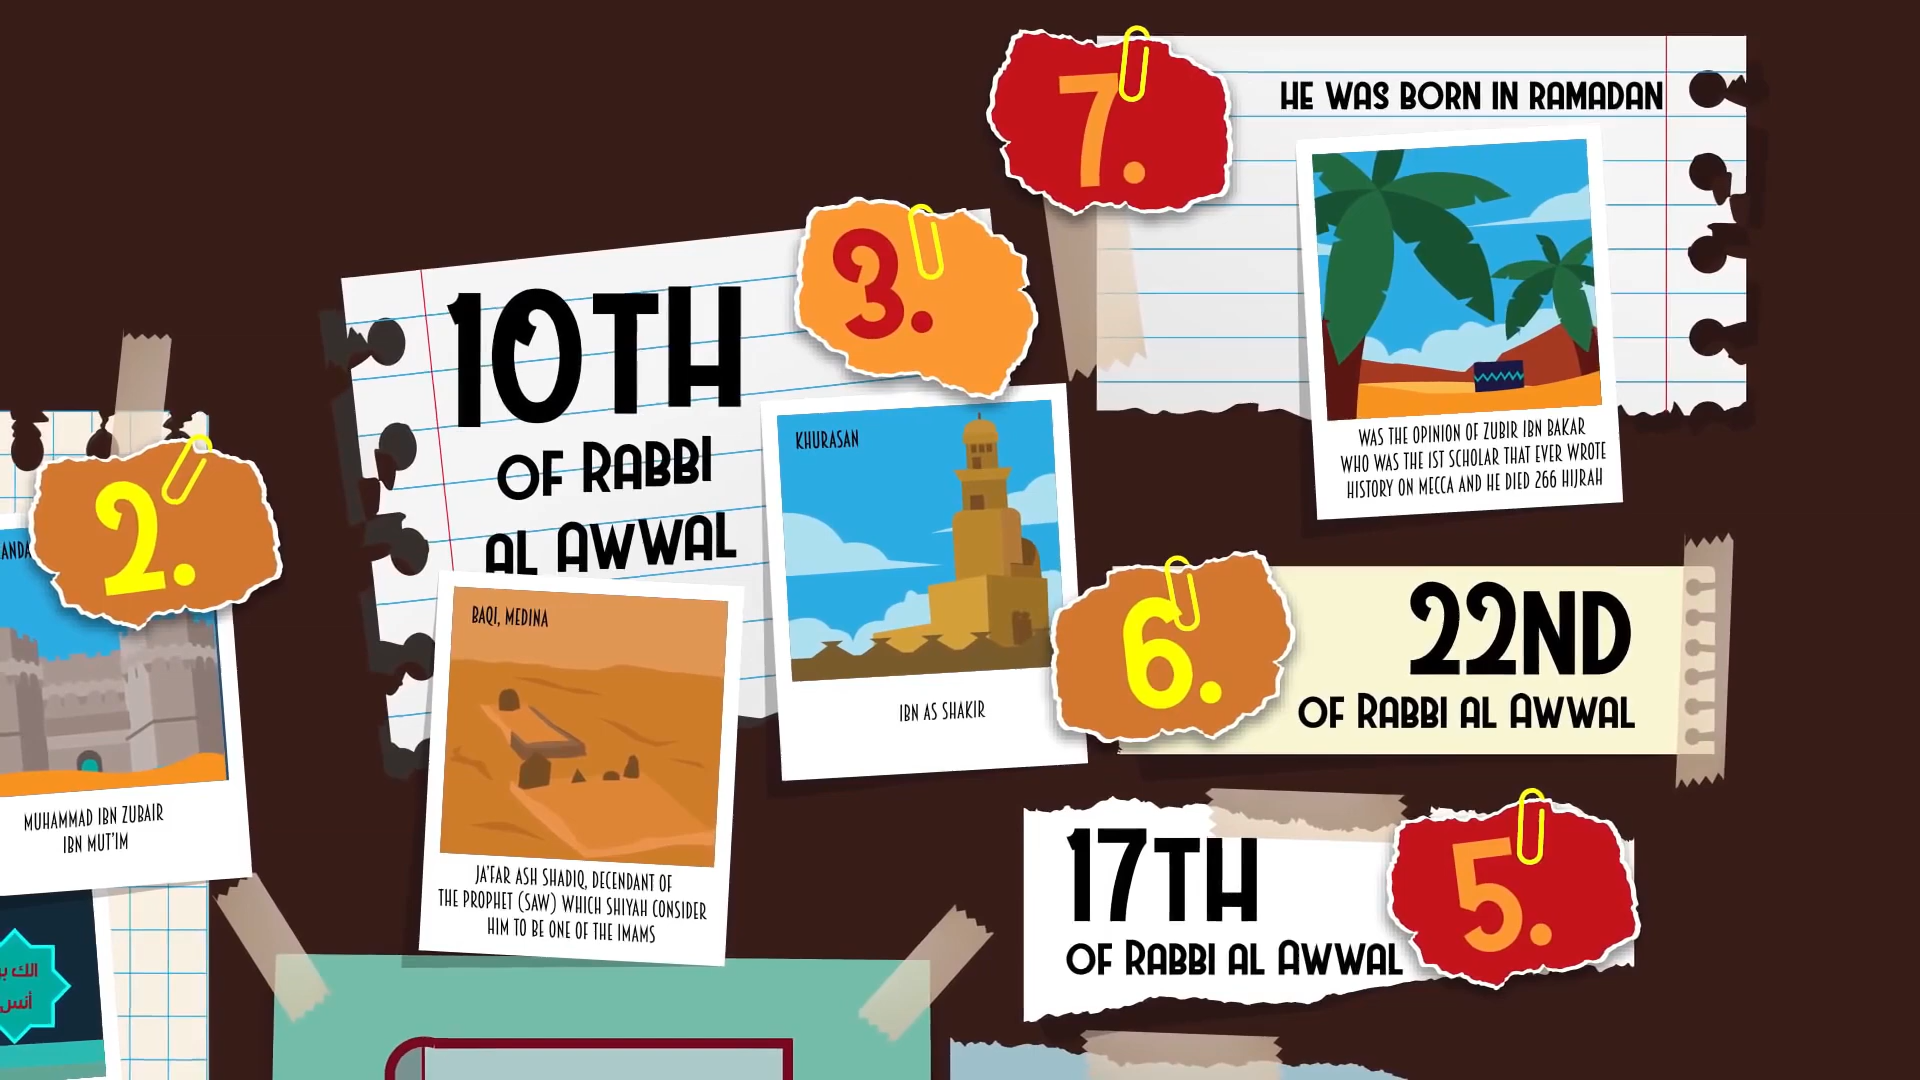 7.
HE WAS BORN IN RAMADAN
WAS THE OPINION OF ZUBIR IBN BAKAR
WHO WAS THE 1ST SCHOLAR THAT EVER WROTE
HISTORY ON MECCA AND HE DIED 266 HIJRAH
3.
10TH
OF RABBI
AL AWWAL
KHURASAN
IBN AS SHAKIR
BAQI, MEDINA
JA'FAR ASH SHADIQ, DECENDANT OF
THE PROPHET (SAW) WHICH SHIYAH CONSIDER
HIM TO BE ONE OF THE IMAMS
2.
MUHAMMAD IBN ZUBAIR
IBN MUT'IM
6.
22ND
OF RABBI AL AWWAL
17TH
OF RABBI AL AWWAL
5.
أنس